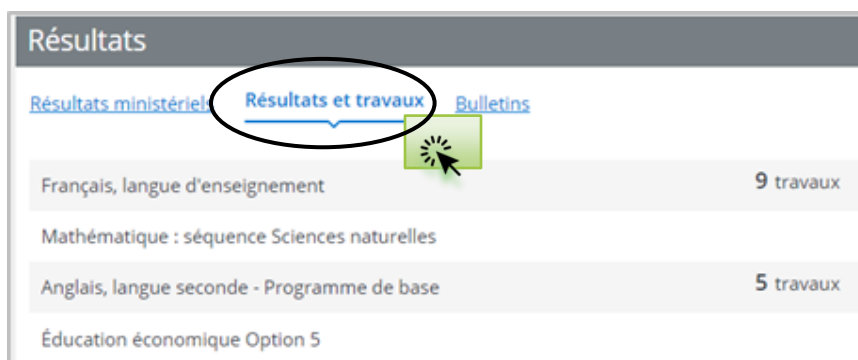 Résultats
Résultats ministériels Résultats et travaux Bulletins
Français, langue d'enseignement 9 travaux
Mathématique : séquence Sciences naturelles
Anglais, langue seconde - Programme de base 5 travaux
Éducation économique Option 5